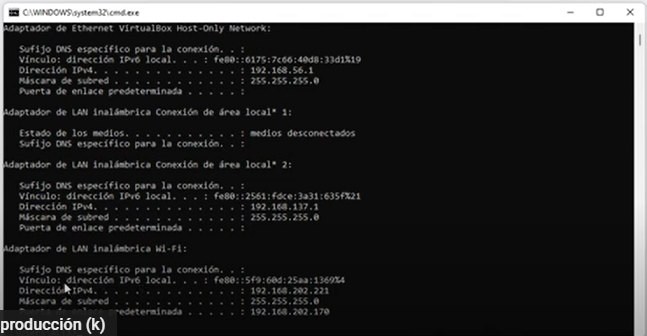 C:\WINDOWS\system32\cmd.exe
Adaptador de Ethernet VirtualBox Host-Only Network:
Sufijo DNS específico para la conexión. . :
Vínculo: dirección IPv6 local. . . : fe80::6175:7c66:40d8:33d1%19
Dirección IPv4. . . . . . . . . . . . . . : 192.168.56.1
Máscara de subred . . . . . . . . . . . . : 255.255.255.0
Puerta de enlace predeterminada . . . . . :
Adaptador de LAN inalámbrica Conexión de área local* 1:
Estado de los medios. . . . . . . . . . . : medios desconectados
Sufijo DNS específico para la conexión. . :
Adaptador de LAN inalámbrica Conexión de área local* 2:
Sufijo DNS específico para la conexión. . :
Vínculo: dirección IPv6 local. . . : fe80::2561:fdce:3a31:635f%21
Dirección IPv4. . . . . . . . . . . . . . : 192.168.137.1
Máscara de subred . . . . . . . . . . . . : 255.255.255.0
Puerta de enlace predeterminada . . . . . :
Adaptador de LAN inalámbrica Wi-Fi:
Sufijo DNS específico para la conexión. . :
Vínculo: dirección IPv6 local. . . : fe80::5f9:60d:25aa:1369%4
Dirección IPv4. . . . . . . . . . . . . . : 192.168.202.221
Máscara de subred . . . . . . . . . . . . : 255.255.255.0
de enlace predeterminada . . . . . : 192.168.202.170
producción (k)